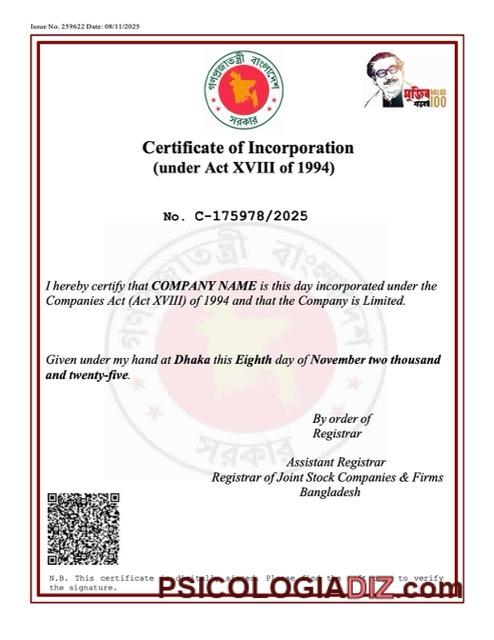 Issue No. 259622 Date: 08/11/2025
গণপ্রজাতন্ত্রী বাংলাদেশ
সরকার
মুজিব MUJIB
শতবর্ষ 100
Certificate of Incorporation
(under Act XVIII of 1994)
No. C-175978/2025
I hereby certify that COMPANY NAME is this day incorporated under the
Companies Act (Act XVIII) of 1994 and that the Company is Limited.
Given under my hand at Dhaka this Eighth day of November two thousand
and twenty-five.
By order of
Registrar
Assistant Registrar
Registrar of Joint Stock Companies & Firms
Bangladesh
N.B. This certificate is digitally signed. Please find the to verify
the signature.
PSICOLOGIADIZ.com